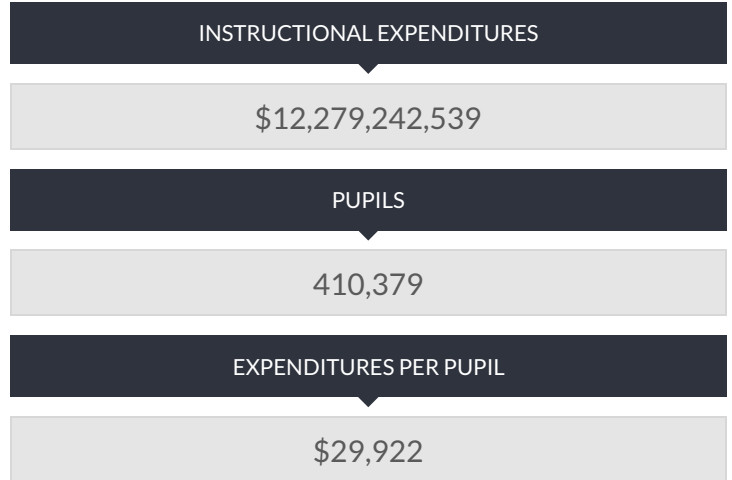 INSTRUCTIONAL EXPENDITURES
$12,279,242,539
PUPILS
410,379
EXPENDITURES PER PUPIL
$29,922